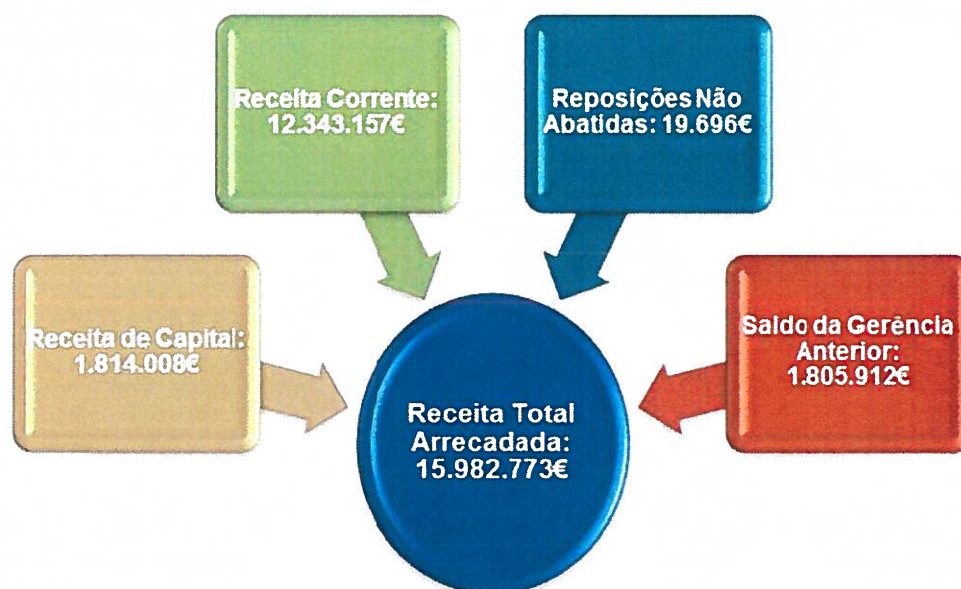 Receita Corrente:
12.343.157€
Reposições Não
Abatidas: 19.696€
Receita de Capital:
1.814.008€
Saldo da Gerência
Anterior:
1.805.912€
Receita Total
Arrecadada:
15.982.773€